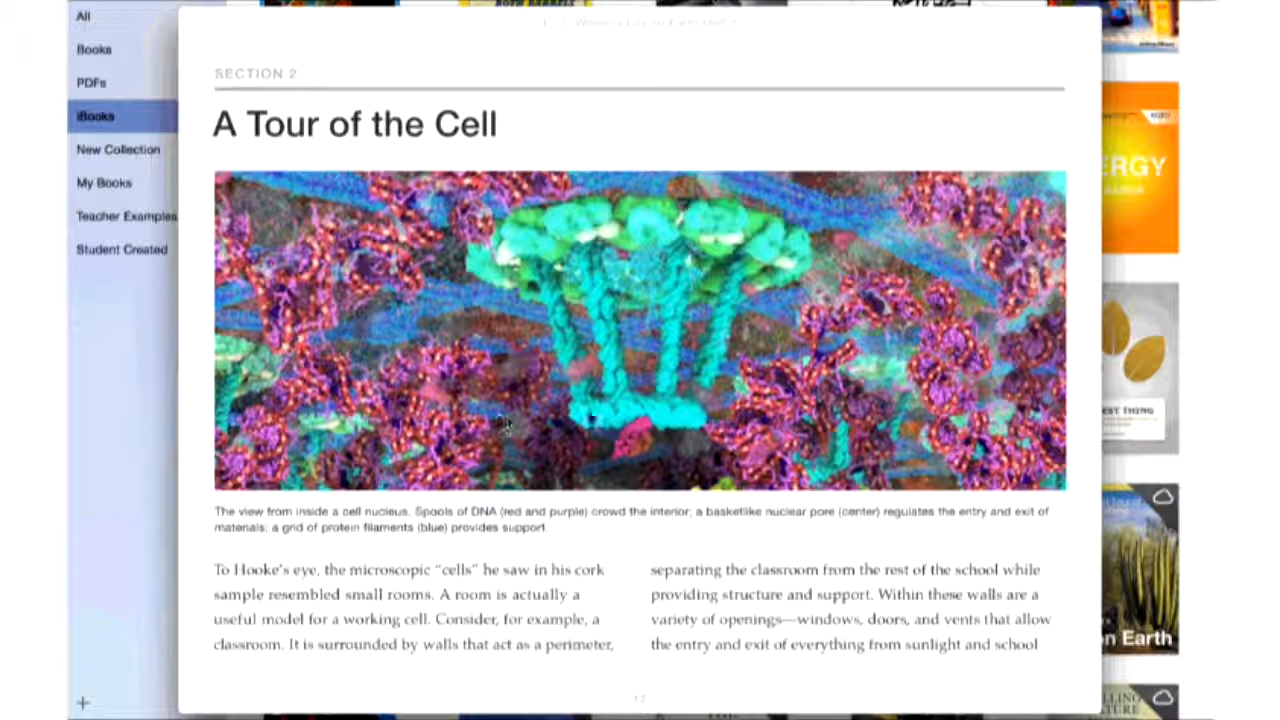 All
Books
PDFs
iBooks
New Collection
My Books
Teacher Examples
Student Created
SECTION 2
A Tour of the Cell
The view from inside a cell nucleus. Spools of DNA (red and purple) crowd the interior; a basketlike nuclear pore (center) regulates the entry and exit of
materials; a grid of protein filaments (blue) provides support.
To Hooke's eye, the microscopic “cells” he saw in his cork
sample resembled small rooms. A room is actually a
useful model for a working cell. Consider, for example, a
classroom. It is surrounded by walls that act as a perimeter,
separating the classroom from the rest of the school while
providing structure and support. Within these walls are a
variety of openings—windows, doors, and vents that allow
the entry and exit of everything from sunlight and school
ERGY
EST THING
on Earth
LLING
TURE